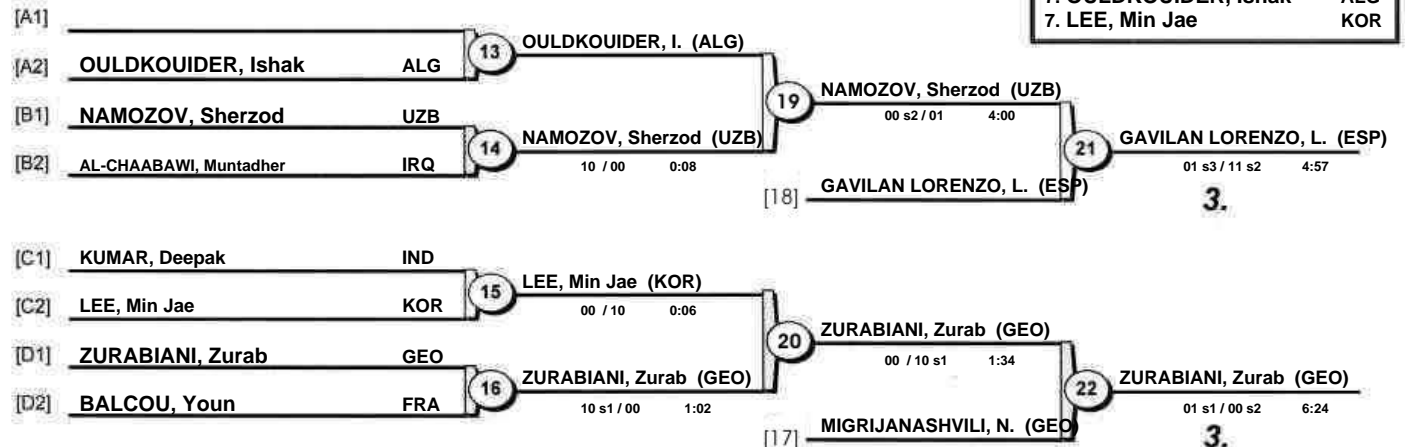 7. OULDKOUIDER, Ishak ALG
7. LEE, Min Jae KOR
[A1]
[A2] OULDKOUIDER, Ishak ALG
13
OULDKOUIDER, I. (ALG)
[B1] NAMOZOV, Sherzod UZB
[B2] AL-CHAABAWI, Muntadher IRQ
14
NAMOZOV, Sherzod (UZB)
10 / 00 0:08
19
NAMOZOV, Sherzod (UZB)
00 s2 / 01 4:00
[18] GAVILAN LORENZO, L. (ESP)
21
GAVILAN LORENZO, L. (ESP)
01 s3 / 11 s2 4:57
3.
[C1] KUMAR, Deepak IND
[C2] LEE, Min Jae KOR
15
LEE, Min Jae (KOR)
00 / 10 0:06
[D1] ZURABIANI, Zurab GEO
[D2] BALCOU, Youn FRA
16
ZURABIANI, Zurab (GEO)
10 s1 / 00 1:02
20
ZURABIANI, Zurab (GEO)
00 / 10 s1 1:34
[17] MIGRIJANASHVILI, N. (GEO)
22
ZURABIANI, Zurab (GEO)
01 s1 / 00 s2 6:24
3.